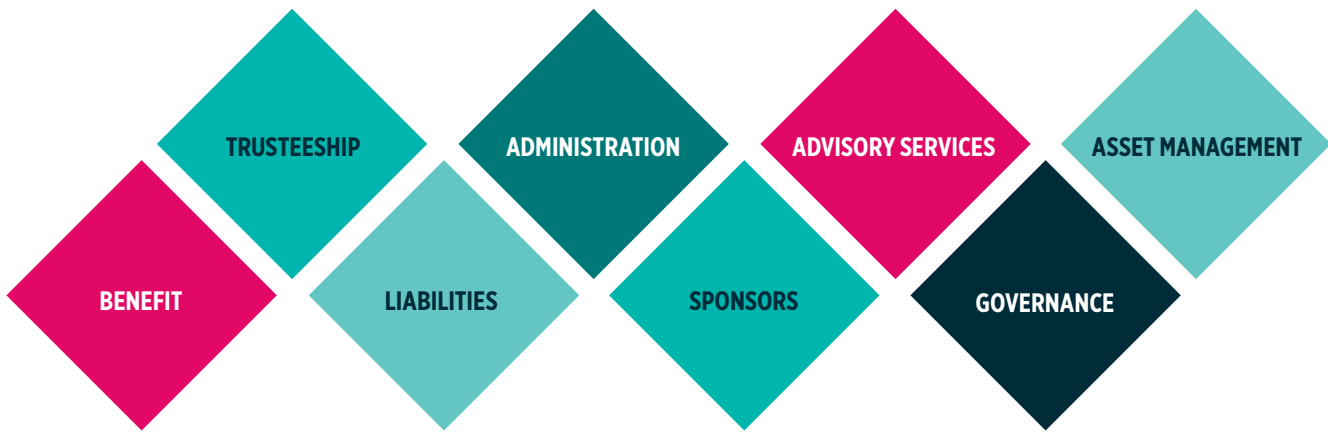 TRUSTEESHIP
ADMINISTRATION
ADVISORY SERVICES
ASSET MANAGEMENT
BENEFIT
LIABILITIES
SPONSORS
GOVERNANCE